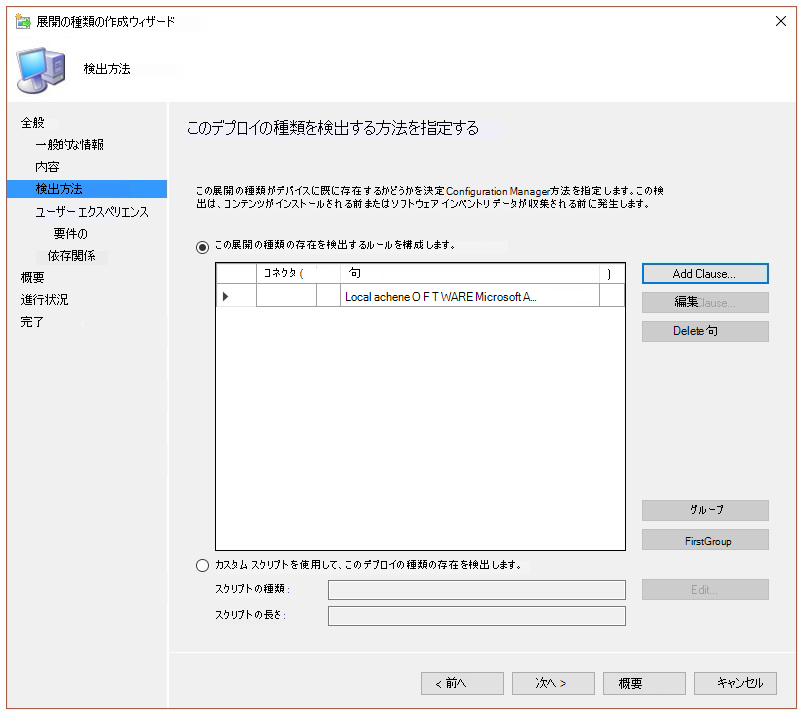 展開の種類の作成ウィザード
検出方法
全般
一般的な情報
内容
検出方法
ユーザー エクスペリエンス
要件の
依存関係
概要
進行状況
完了
このデプロイの種類を検出する方法を指定する
この展開の種類がデバイスに既に存在するかどうかを決定Configuration Manager方法を指定します。この検
出は、コンテンツがインストールされる前またはソフトウェア インベントリ データが収集される前に発生します。
この展開の種類の存在を検出するルールを構成します。
コネクタ ( 句 )
Local achene O F T WARE Microsoft A...
Add Clause...
編集Clause...
Delete 句
グループ
FirstGroup
カスタム スクリプトを使用して、このデプロイの種類の存在を検出します。
スクリプトの種類:
Edit...
スクリプトの長さ:
< 前へ
次へ >
概要
キャンセル